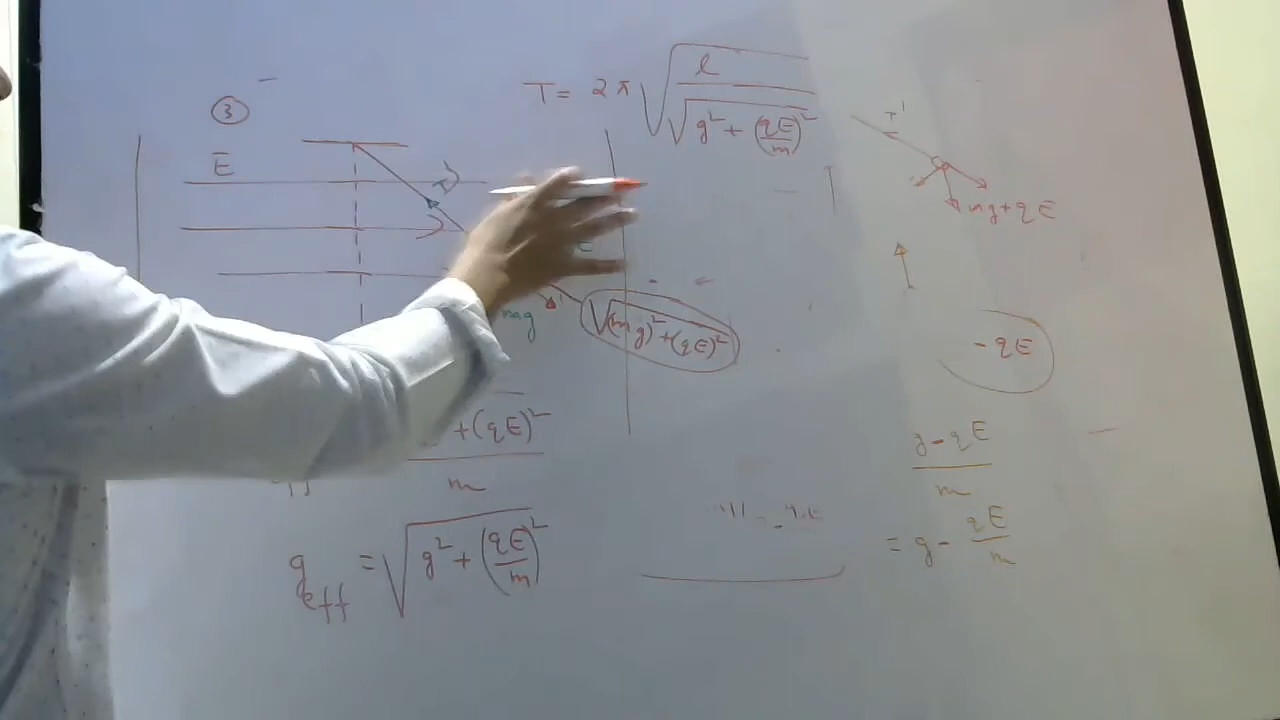 ③
E
T = 2π √(l / √(g² + (qE/m)²))
T'
mg + qE
T'
mg
√((mg)² + (qE)²)
- qE
+ (qE)²
m
g_eff = √(g² + (qE/m)²)
g - qE
m
= g - qE/m